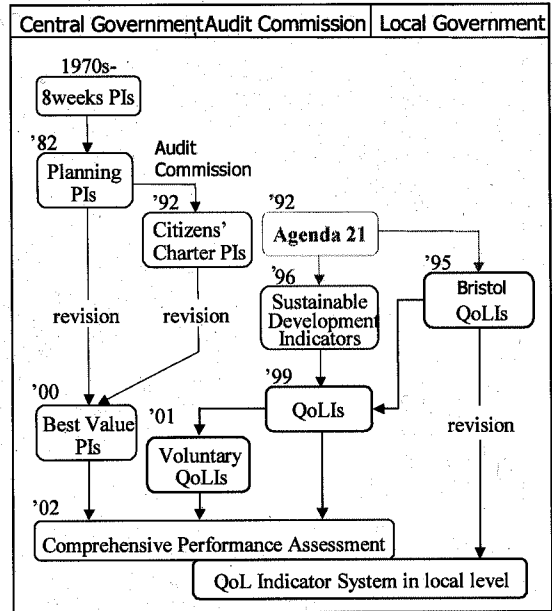 Central Government Audit Commission Local Government
1970s-
8weeks PIs
'82
Planning
PIs
Audit
Commission
'92
Citizens'
Charter PIs
'92
Agenda 21
'96
Sustainable
Development
Indicators
'95
Bristol
QoLIs
revision
revision
revision
'00
Best Value
PIs
'01
Voluntary
QoLIs
'99
QoLIs
'02
Comprehensive Performance Assessment
QoL Indicator System in local level